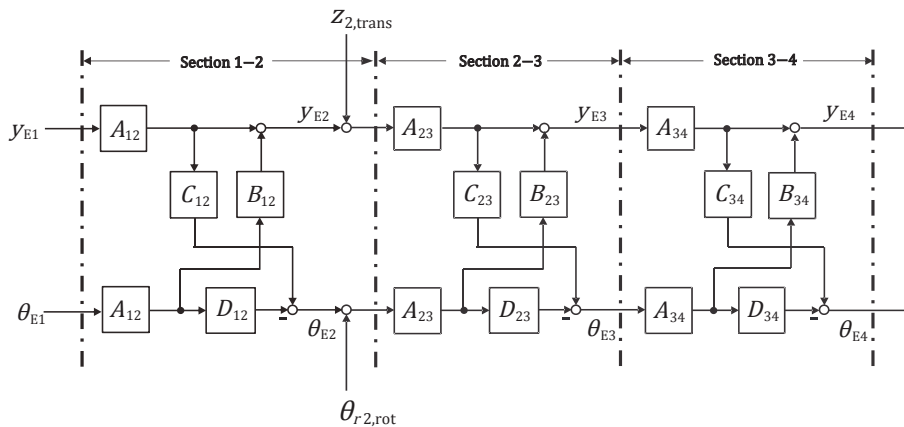 z2,trans
Section 1–2 Section 2–3 Section 3–4
yE1 A12 yE2 A23 yE3 A34 yE4
C12 B12 C23 B23 C34 B34
θE1 A12 D12 - θE2 A23 D23 - θE3 A34 D34 - θE4
θr2,rot